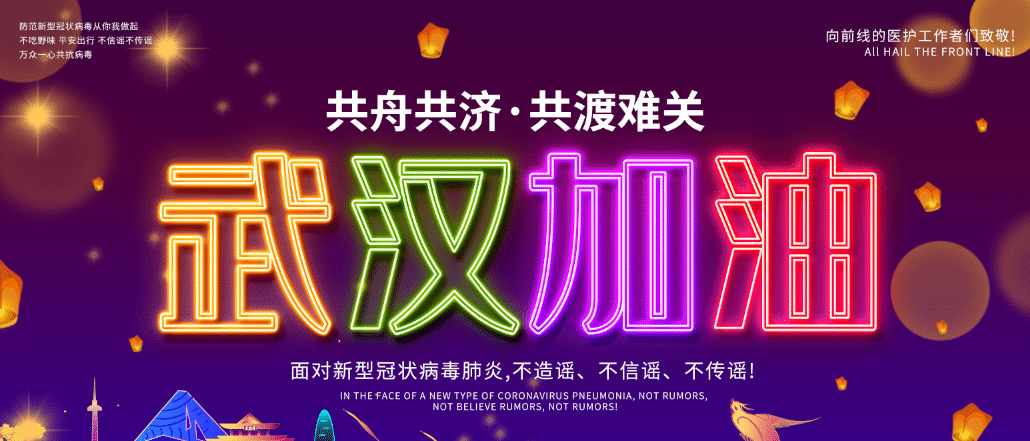 防范新型冠状病毒从你我做起
不吃野味 平安出行 不信谣不传谣
万众一心共抗病毒
向前线的医护工作者们致敬!
All HAIL THE FRONT LINE!
共舟共济·共渡难关
武汉加油
面对新型冠状病毒肺炎,不造谣、不信谣、不传谣!
IN THE FACE OF A NEW TYPE OF CORONAVIRUS PNEUMONIA, NOT RUMORS,
NOT BELIEVE RUMORS, NOT RUMORS!